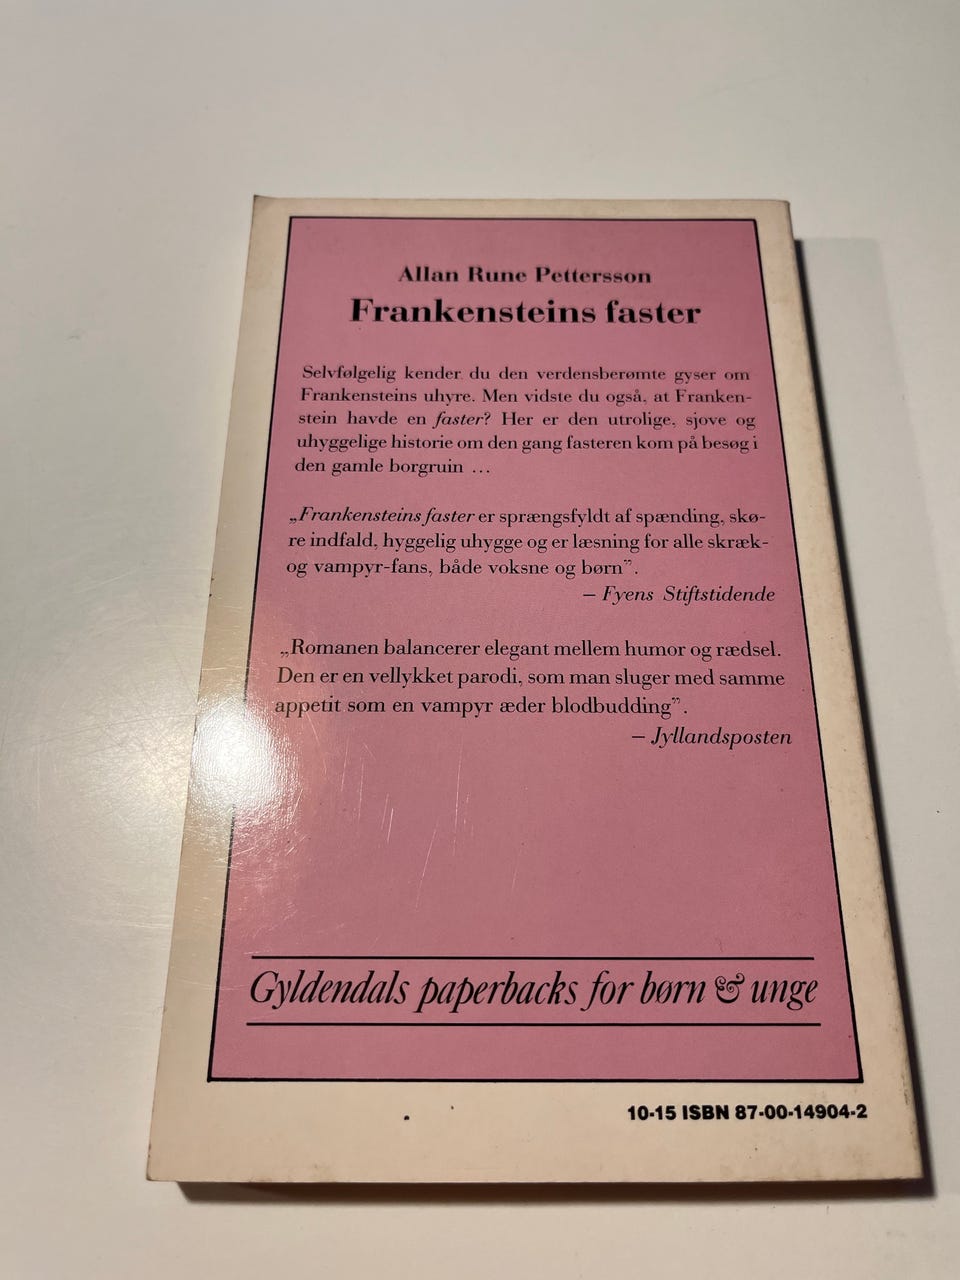 Allan Rune Pettersson
Frankensteins faster
Selvfølgelig kender du den verdensberømte gyser om
Frankensteins uhyre. Men vidste du også, at Franken-
stein havde en faster? Her er den utrolige, sjove og
uhyggelige historie om den gang fasteren kom på besøg i
den gamle borgruin ...
„Frankensteins faster er sprængsfyldt af spænding, skø-
re indfald, hyggelig uhygge og er læsning for alle skræk-
og vampyr-fans, både voksne og børn”.
– Fyens Stiftstidende
„Romanen balancerer elegant mellem humor og rædsel.
Den er en vellykket parodi, som man sluger med samme
appetit som en vampyr æder blodbudding”.
– Jyllandsposten
Gyldendals paperbacks for børn & unge
10-15 ISBN 87-00-14904-2